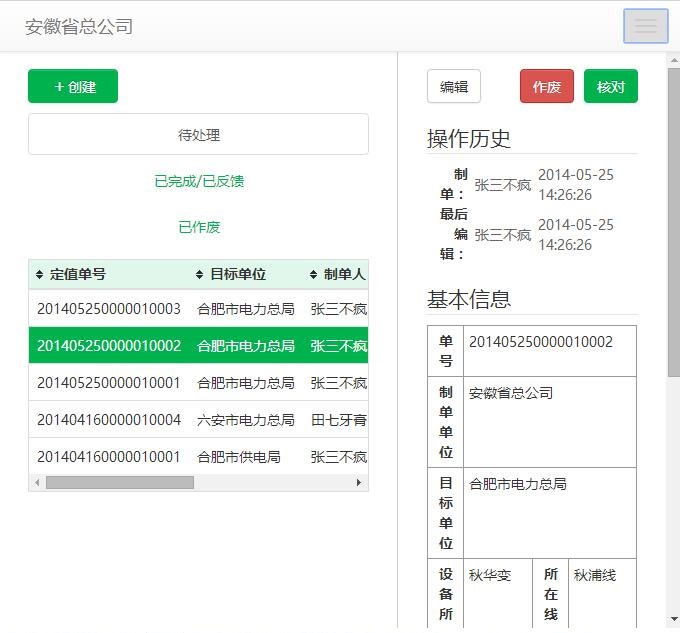 安徽省总公司
+ 创建
待处理
已完成/已反馈
已作废
定值单号 目标单位 制单人
201405250000010003 合肥市电力总局 张三不疯
201405250000010002 合肥市电力总局 张三不疯
201405250000010001 合肥市电力总局 张三不疯
201404160000010004 六安市电力总局 田七牙膏
201404160000010001 合肥市供电局 张三不疯
编辑 作废 核对
操作历史
制单： 张三不疯 2014-05-25 14:26:26
最后编辑： 张三不疯 2014-05-25 14:26:26
基本信息
单号 201405250000010002
制单单位 安徽省总公司
目标单位 合肥市电力总局
设备所 秋华变 所在线 秋浦线